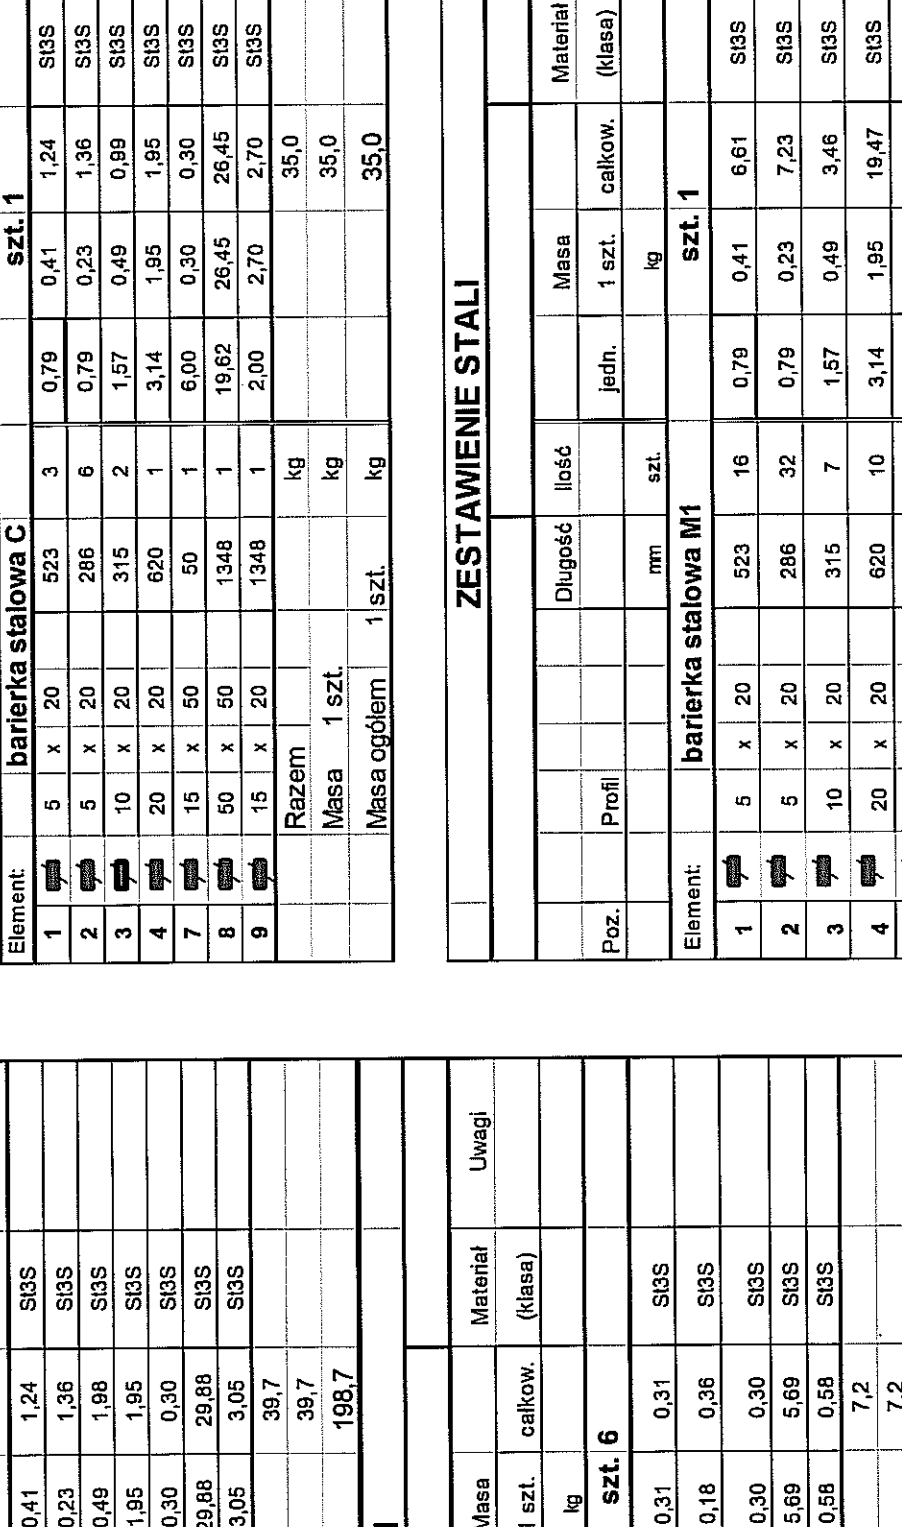 Element: barierka stalowa C szt. 1
1 5 x 20 523 3 0,79 0,41 1,24 St3S
2 5 x 20 286 6 0,79 0,23 1,36 St3S
3 10 x 20 315 2 1,57 0,49 0,99 St3S
4 20 x 20 620 1 3,14 1,95 1,95 St3S
7 15 x 50 50 1 6,00 0,30 0,30 St3S
8 50 x 50 1348 1 19,62 26,45 26,45 St3S
9 15 x 20 1348 1 2,00 2,70 2,70 St3S
Razem kg 35,0
Masa 1 szt. kg 35,0
Masa ogółem 1 szt. kg 35,0
ZESTAWIENIE STALI
Długość Ilość Masa Materiał
Poz. Profil jedn. 1 szt. całkow. (klasa)
mm szt. kg
Element: barierka stalowa M1 szt. 1
1 5 x 20 523 16 0,79 0,41 6,61 St3S
2 5 x 20 286 32 0,79 0,23 7,23 St3S
3 10 x 20 315 7 1,57 0,49 3,46 St3S
4 20 x 20 620 10 3,14 1,95 19,47 St3S
0,41 1,24 St3S
0,23 1,36 St3S
0,49 1,98 St3S
1,95 1,95 St3S
0,30 0,30 St3S
29,88 29,88 St3S
3,05 3,05 St3S
39,7
39,7
198,7
Masa Materiał Uwagi
szt. całkow. (klasa)
kg
szt. 6
0,31 0,31 St3S
0,18 0,36 St3S
0,30 0,30 St3S
5,69 5,69 St3S
0,58 0,58 St3S
7,2
7,2